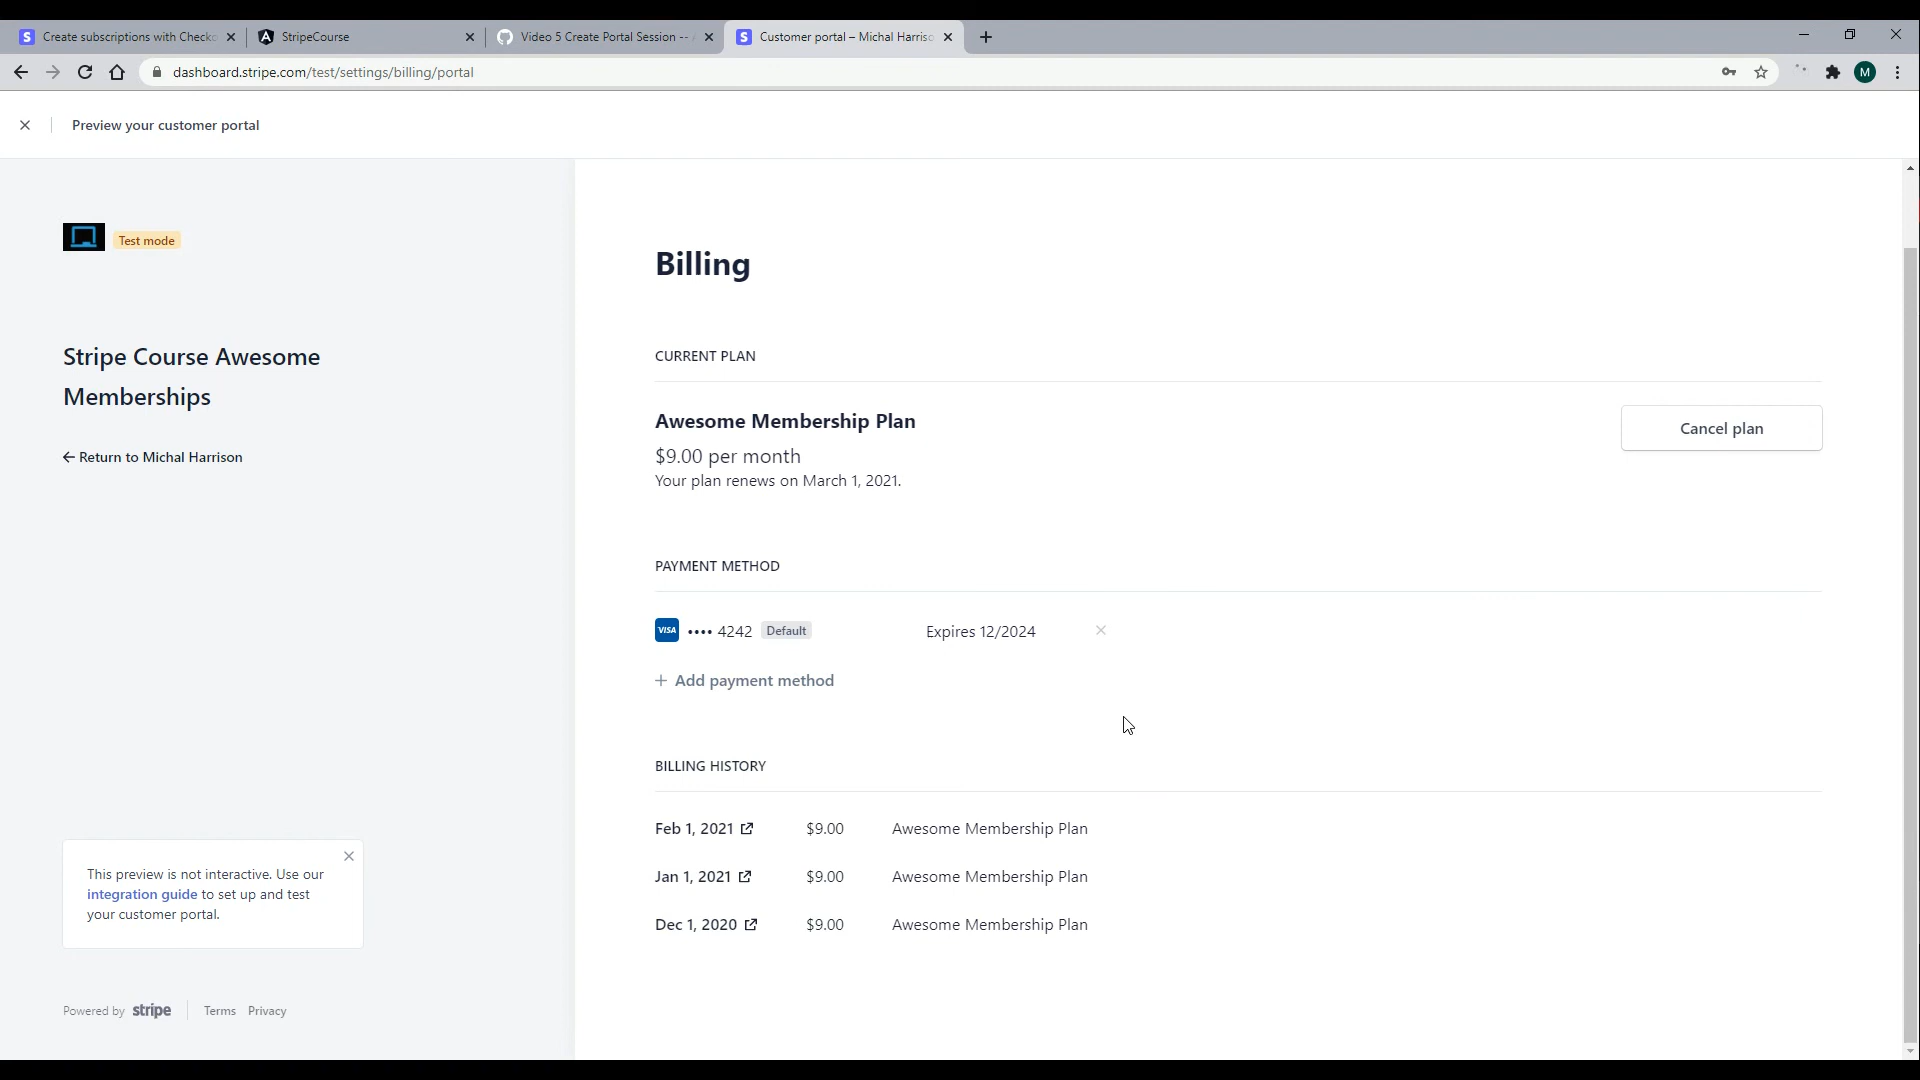 Create subscriptions with Checko
StripeCourse
Video 5 Create Portal Session --
Customer portal – Michal Harriso
dashboard.stripe.com/test/settings/billing/portal
M
Preview your customer portal
Test mode
Stripe Course Awesome
Memberships
Return to Michal Harrison
This preview is not interactive. Use our
integration guide to set up and test
your customer portal.
Powered by stripe
Terms Privacy
Billing
CURRENT PLAN
Awesome Membership Plan
$9.00 per month
Your plan renews on March 1, 2021.
Cancel plan
PAYMENT METHOD
VISA •••• 4242 Default Expires 12/2024
+ Add payment method
BILLING HISTORY
Feb 1, 2021 $9.00 Awesome Membership Plan
Jan 1, 2021 $9.00 Awesome Membership Plan
Dec 1, 2020 $9.00 Awesome Membership Plan